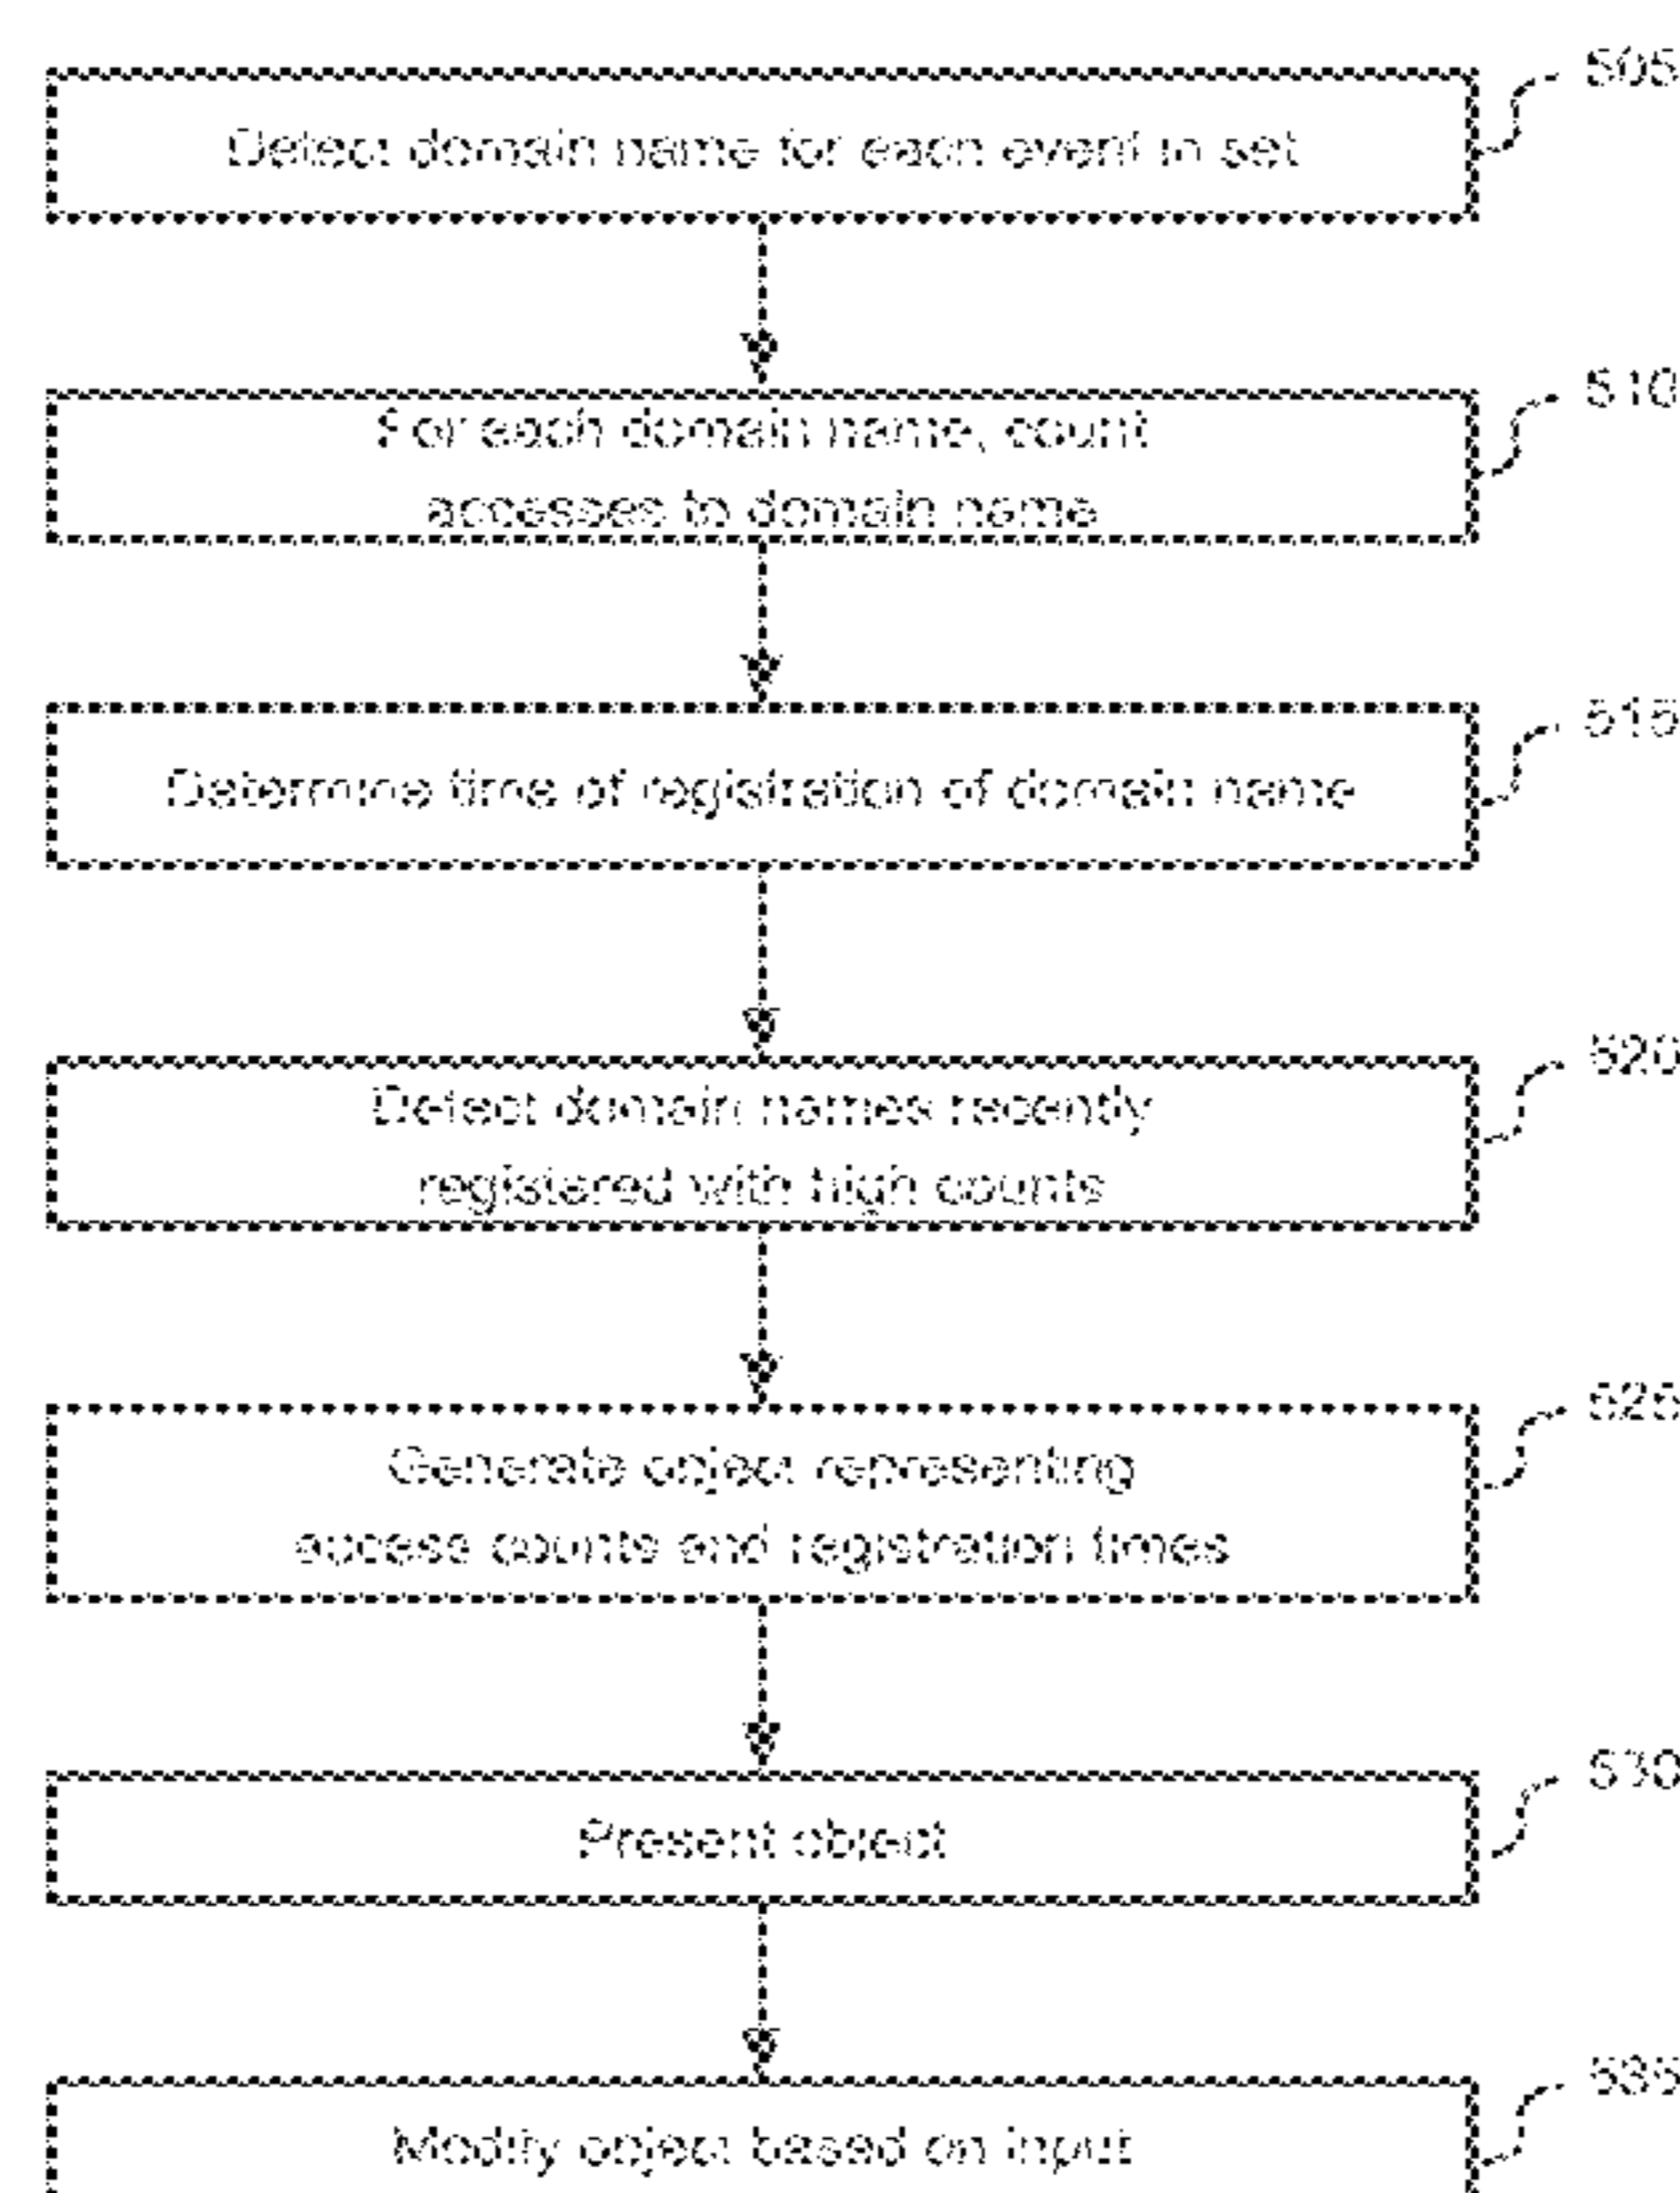 505
Detect domain name for each event in set
510
For each domain name, count
accesses to domain name
515
Determine time of registration of domain name
520
Detect domain names recently
registered with high counts
525
Generate object representing
access counts and registration times
530
Present object
535
Modify object based on input